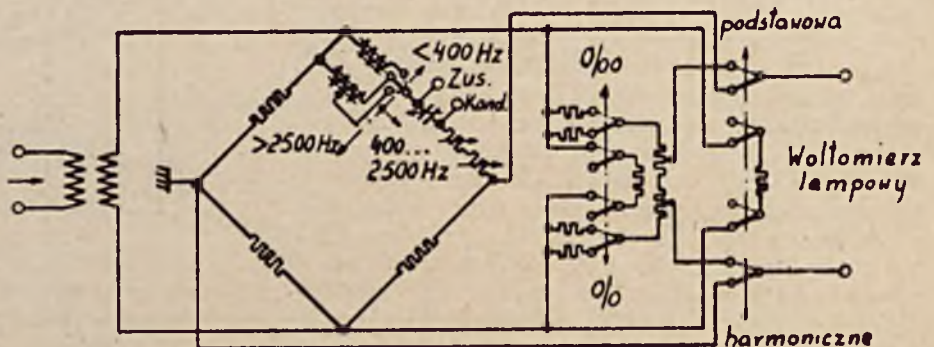 podstawowa
<400 Hz
0/00
Zus.
Kond.
>2500 Hz
400...
2500 Hz
Woltomierz
lampowy
0/0
harmoniczne